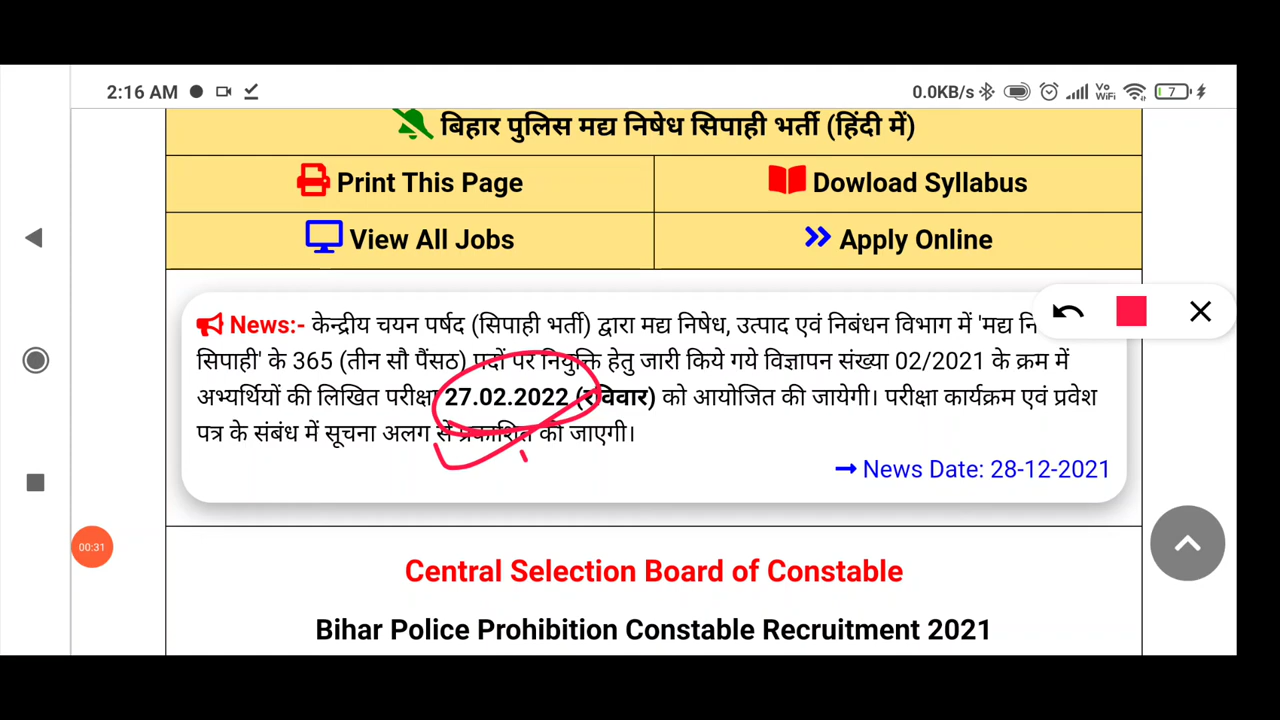 2:16 AM 0.0KB/s Vo WiFi 7
बिहार पुलिस मद्य निषेध सिपाही भर्ती (हिंदी में)
Print This Page Dowload Syllabus
View All Jobs Apply Online
News:- केन्द्रीय चयन पर्षद (सिपाही भर्ती) द्वारा मद्य निषेध, उत्पाद एवं निबंधन विभाग में 'मद्य
सिपाही' के 365 (तीन सौ पैंसठ) पदों पर नियुक्ति हेतु जारी किये गये विज्ञापन संख्या 02/2021 के क्रम में
अभ्यर्थियों की लिखित परीक्षा 27.02.2022 (रविवार) को आयोजित की जायेगी। परीक्षा कार्यक्रम एवं प्रवेश
पत्र के संबंध में सूचना अलग से प्रकाशित की जाएगी।
News Date: 28-12-2021
00:31
Central Selection Board of Constable
Bihar Police Prohibition Constable Recruitment 2021